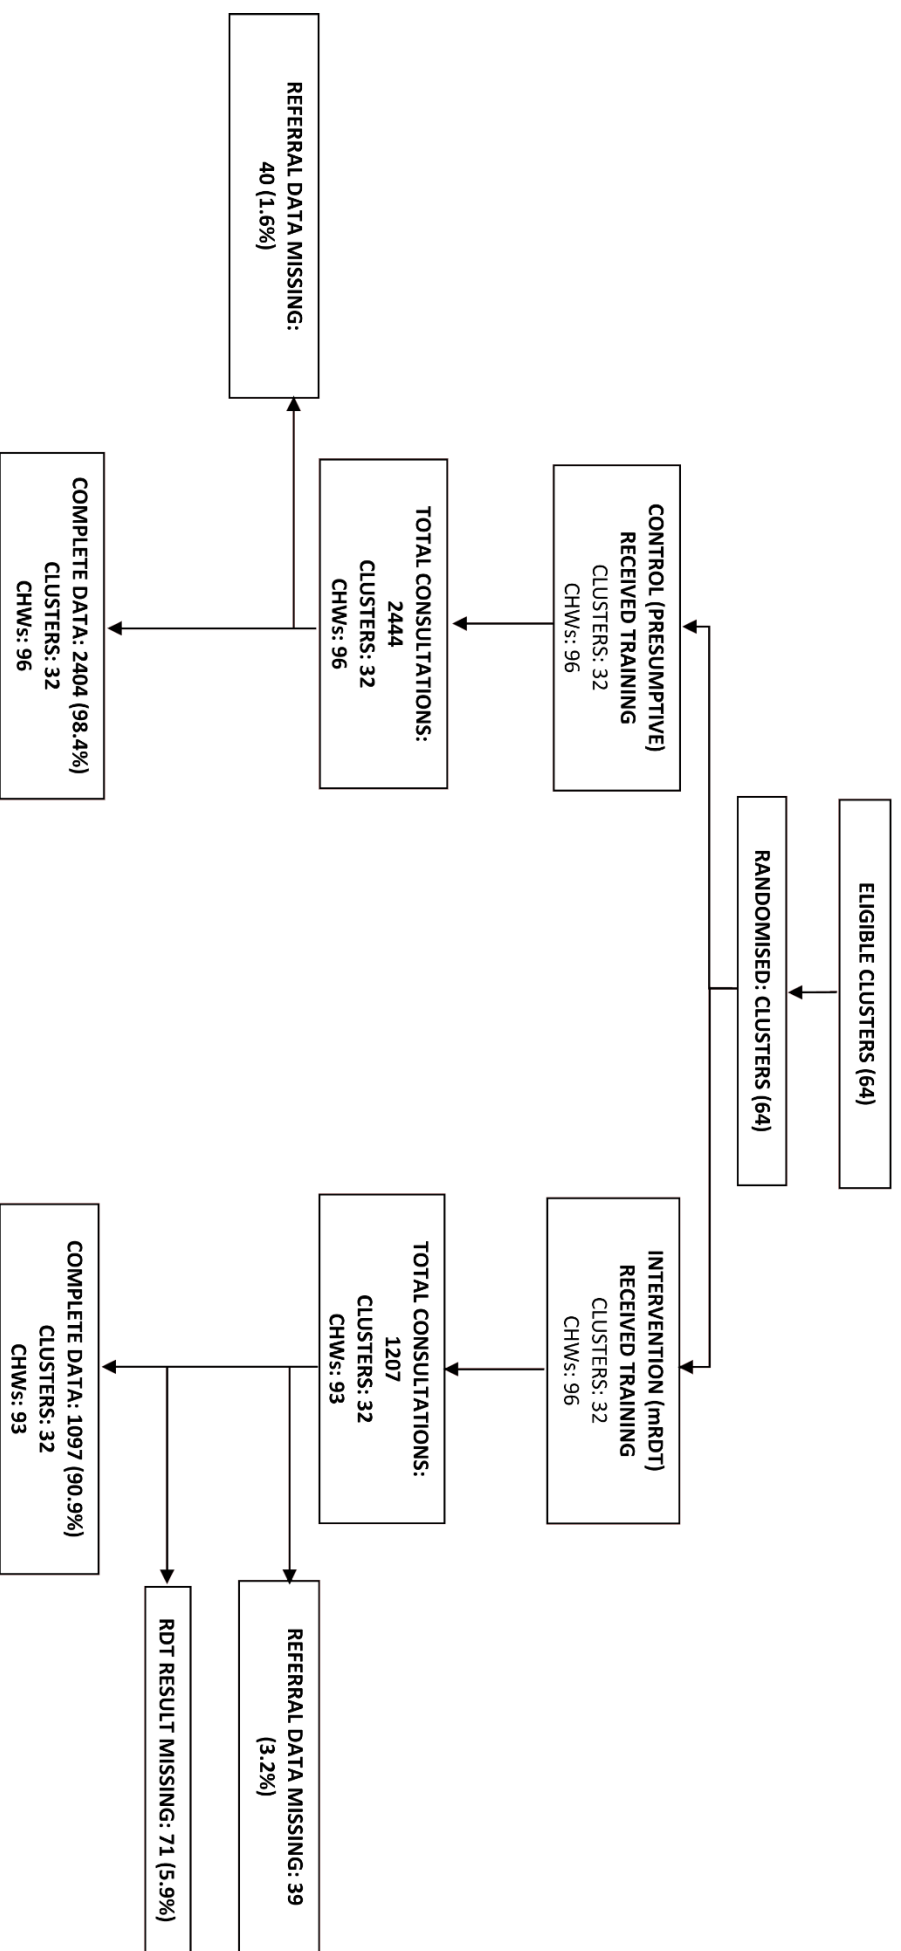 ELIGIBLE CLUSTERS (64)
RANDOMISED: CLUSTERS (64)
CONTROL (PRESUMPTIVE)
RECEIVED TRAINING
CLUSTERS: 32
CHWs: 96
INTERVENTION (mRDT)
RECEIVED TRAINING
CLUSTERS: 32
CHWs: 96
TOTAL CONSULTATIONS:
2444
CLUSTERS: 32
CHWs: 96
TOTAL CONSULTATIONS:
1207
CLUSTERS: 32
CHWs: 93
REFERRAL DATA MISSING:
40 (1.6%)
REFERRAL DATA MISSING: 39
(3.2%)
RDT RESULT MISSING: 71 (5.9%)
COMPLETE DATA: 2404 (98.4%)
CLUSTERS: 32
CHWs: 96
COMPLETE DATA: 1097 (90.9%)
CLUSTERS: 32
CHWs: 93